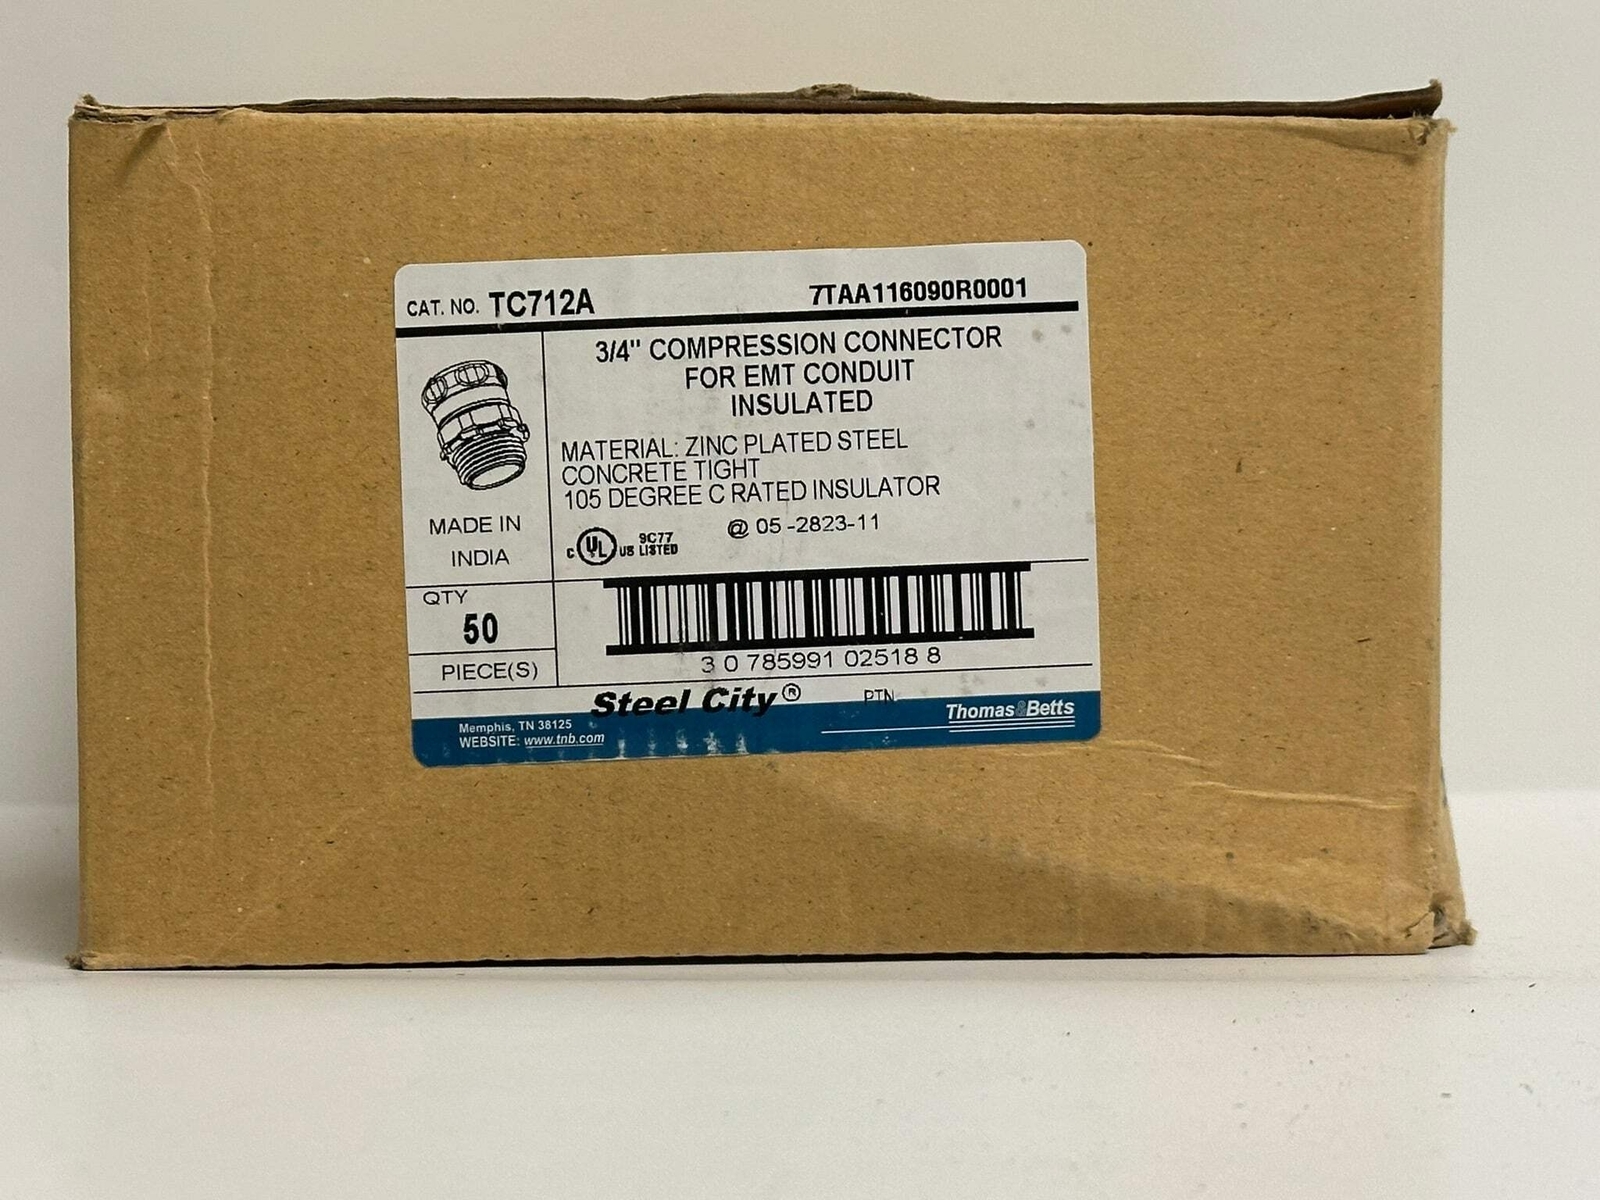 CAT. NO. TC712A 7TAA116090R0001
3/4" COMPRESSION CONNECTOR
FOR EMT CONDUIT
INSULATED
MATERIAL: ZINC PLATED STEEL
CONCRETE TIGHT
105 DEGREE C RATED INSULATOR
@ 05-2823-11
C UL US 9C77 LISTED
MADE IN
INDIA
QTY
50
PIECE(S)
3 0 785991 02518 8
Steel City® PTN
Memphis, TN 38125
WEBSITE: www.tnb.com
Thomas&Betts